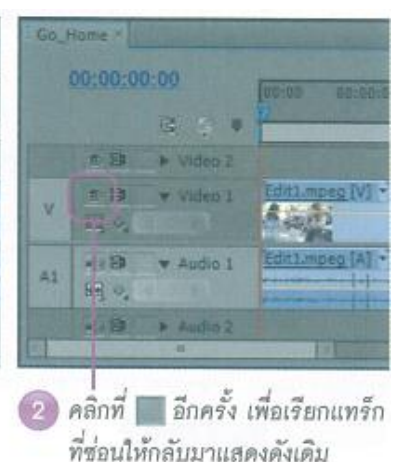 Go_Home ×
00:00:00:00
00:00
▶ Video 2
V ▼ Video 1 Edit1.mpeg [V]
A1 ▼ Audio 1 Edit1.mpeg [A]
▶ Audio 2
2 คลิกที่ อีกครั้ง เพื่อเรียกแทร็ก
ที่ซ่อนให้กลับมาแสดงดังเดิม